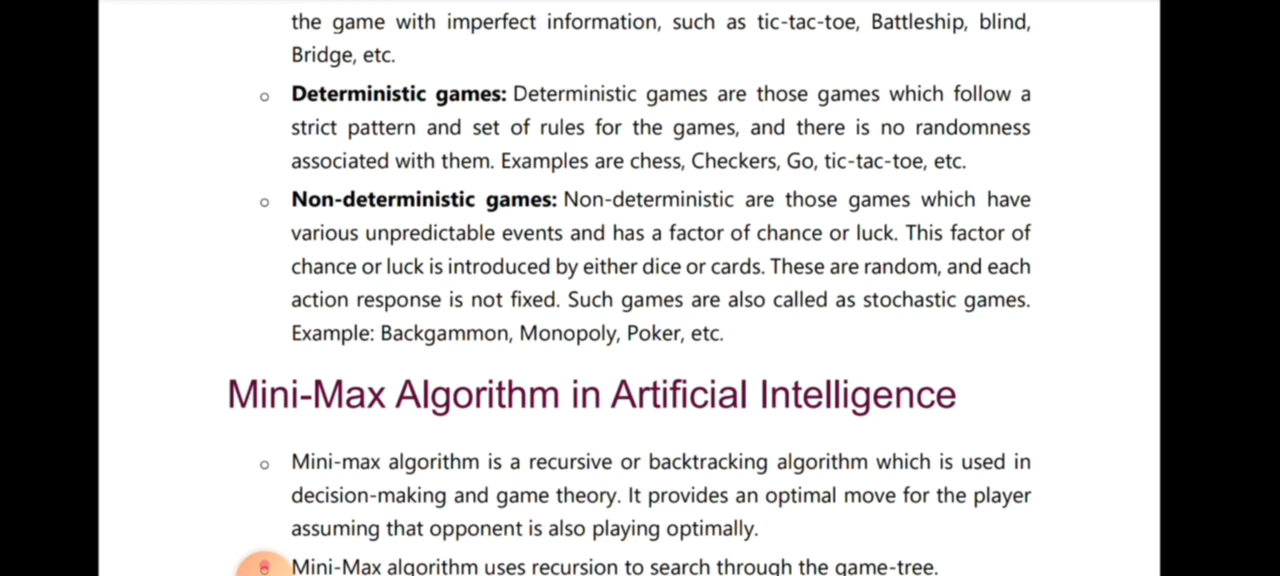 the game with imperfect information, such as tic-tac-toe, Battleship, blind,
Bridge, etc.
Deterministic games: Deterministic games are those games which follow a
strict pattern and set of rules for the games, and there is no randomness
associated with them. Examples are chess, Checkers, Go, tic-tac-toe, etc.
Non-deterministic games: Non-deterministic are those games which have
various unpredictable events and has a factor of chance or luck. This factor of
chance or luck is introduced by either dice or cards. These are random, and each
action response is not fixed. Such games are also called as stochastic games.
Example: Backgammon, Monopoly, Poker, etc.
Mini-Max Algorithm in Artificial Intelligence
Mini-max algorithm is a recursive or backtracking algorithm which is used in
decision-making and game theory. It provides an optimal move for the player
assuming that opponent is also playing optimally.
Mini-Max algorithm uses recursion to search through the game-tree.